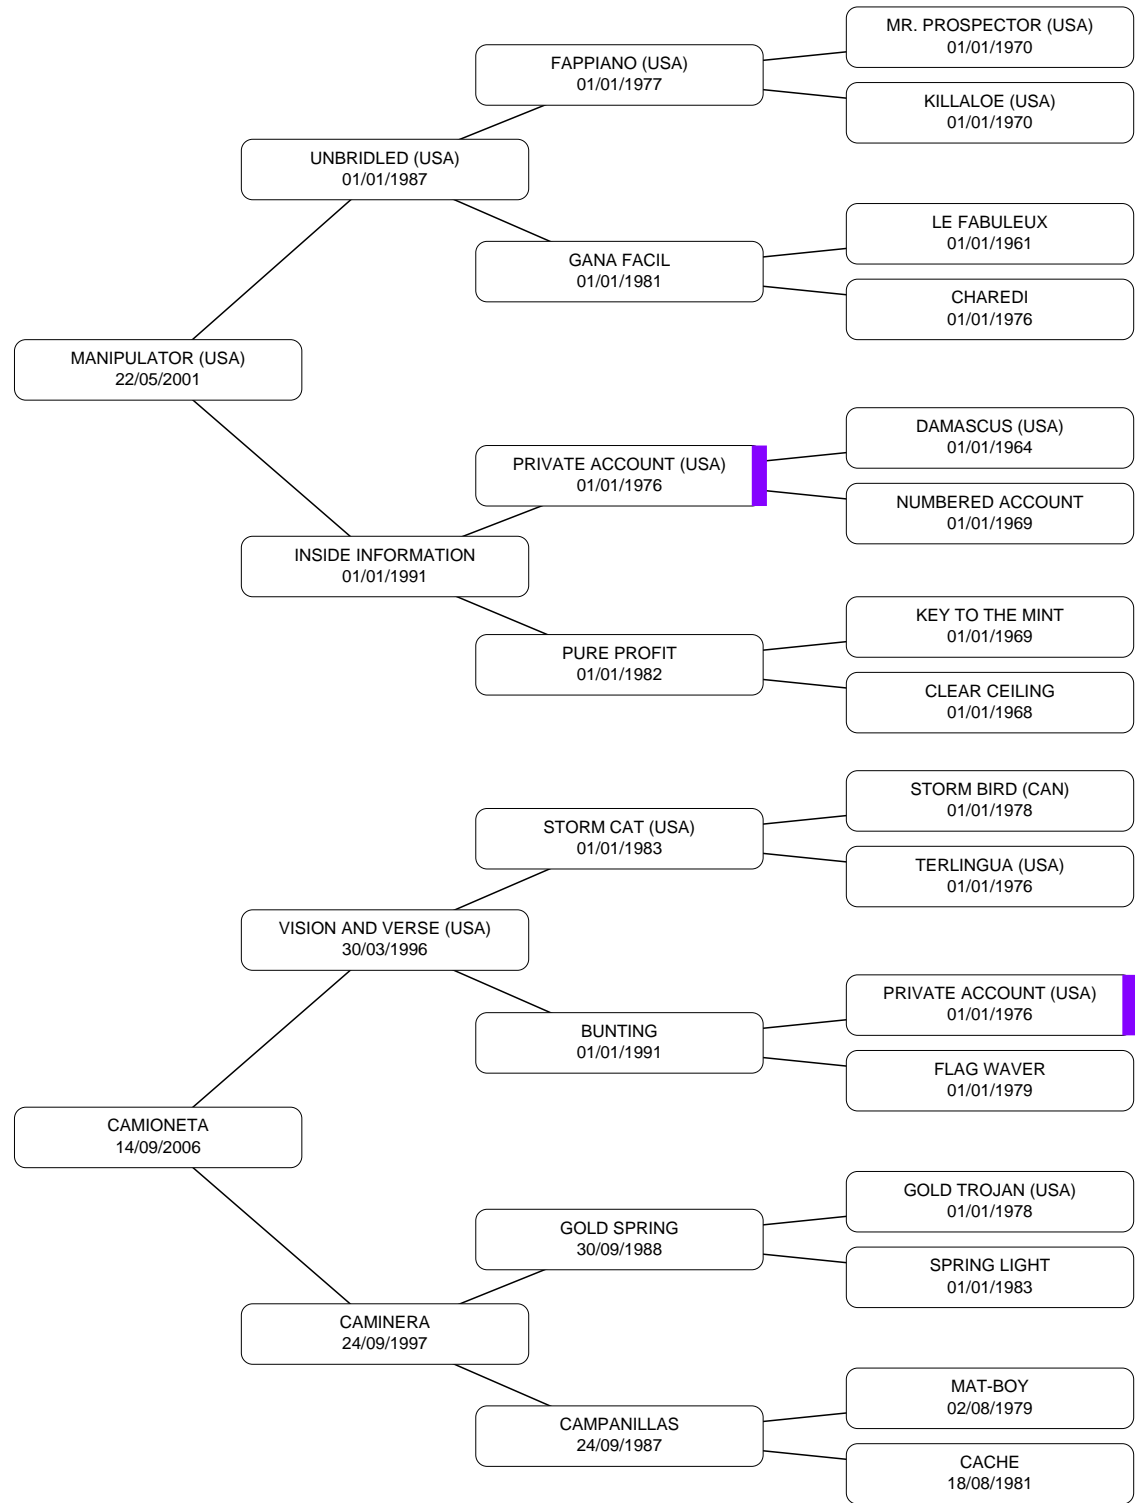 MR. PROSPECTOR (USA)
01/01/1970
FAPPIANO (USA)
01/01/1977
KILLALOE (USA)
01/01/1970
UNBRIDLED (USA)
01/01/1987
LE FABULEUX
01/01/1961
GANA FACIL
01/01/1981
CHAREDI
01/01/1976
MANIPULATOR (USA)
22/05/2001
DAMASCUS (USA)
01/01/1964
PRIVATE ACCOUNT (USA)
01/01/1976
NUMBERED ACCOUNT
01/01/1969
INSIDE INFORMATION
01/01/1991
KEY TO THE MINT
01/01/1969
PURE PROFIT
01/01/1982
CLEAR CEILING
01/01/1968
STORM BIRD (CAN)
01/01/1978
STORM CAT (USA)
01/01/1983
TERLINGUA (USA)
01/01/1976
VISION AND VERSE (USA)
30/03/1996
PRIVATE ACCOUNT (USA)
01/01/1976
BUNTING
01/01/1991
FLAG WAVER
01/01/1979
CAMIONETA
14/09/2006
GOLD TROJAN (USA)
01/01/1978
GOLD SPRING
30/09/1988
SPRING LIGHT
01/01/1983
CAMINERA
24/09/1997
MAT-BOY
02/08/1979
CAMPANILLAS
24/09/1987
CACHE
18/08/1981